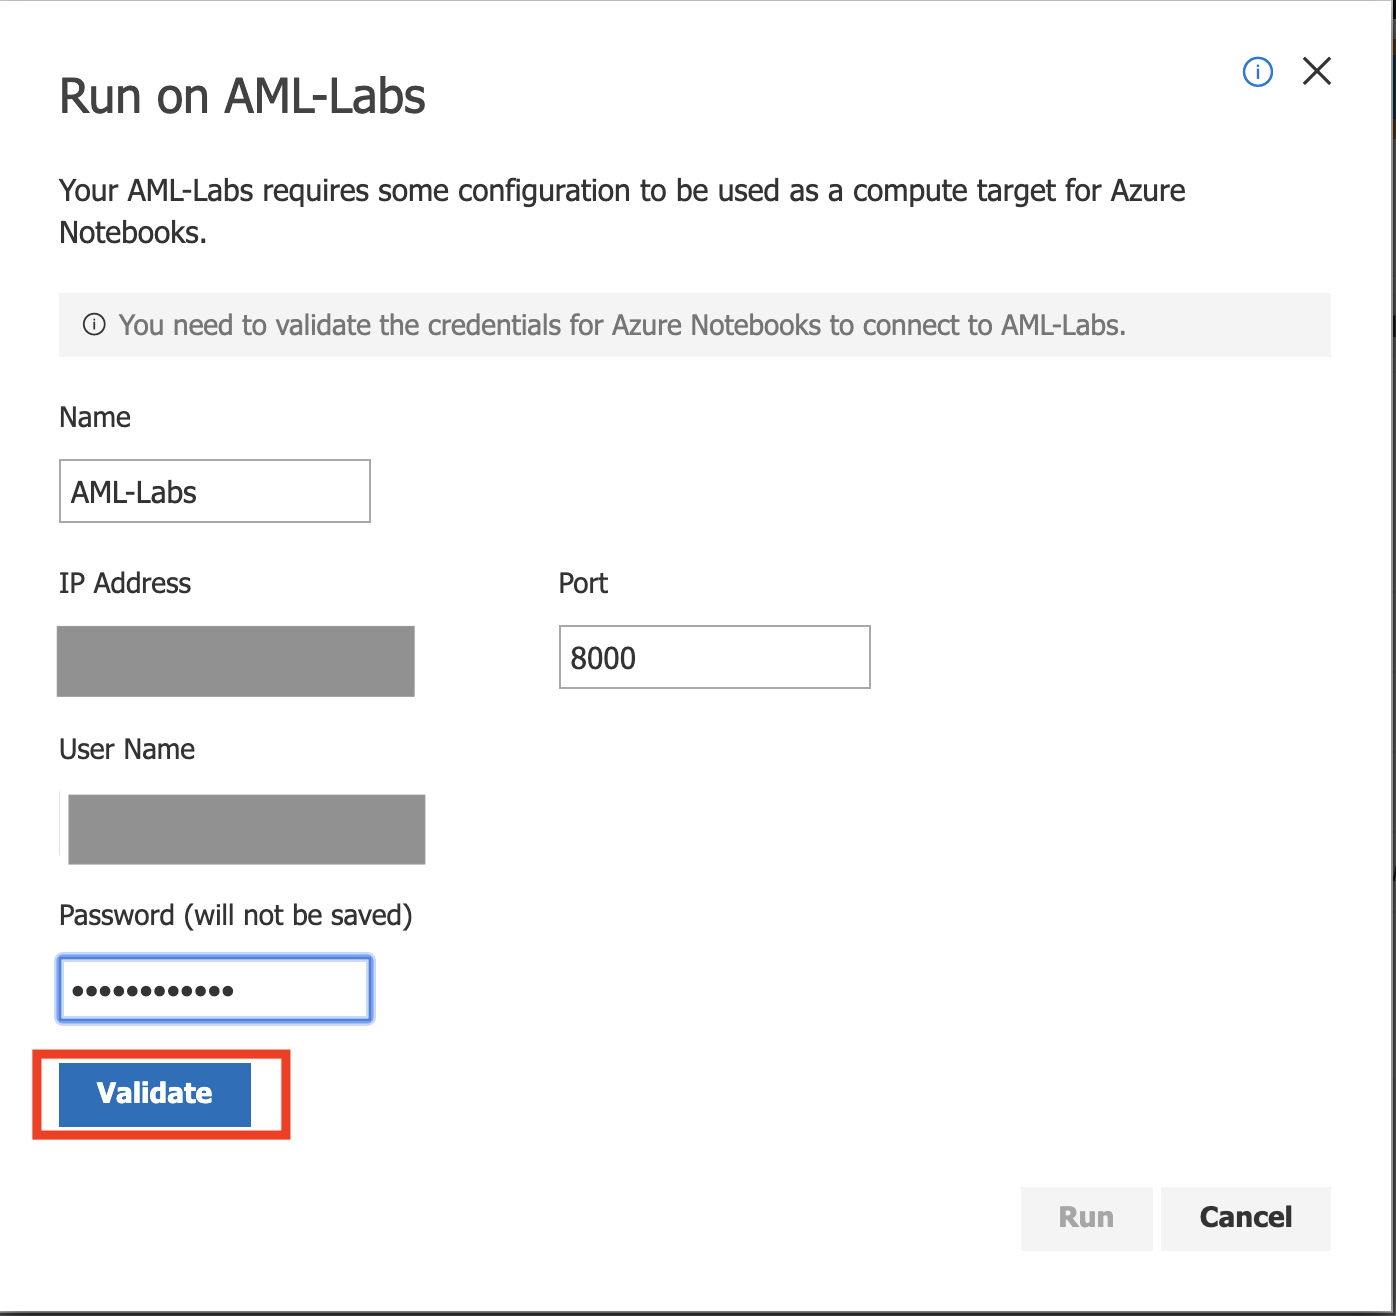 Run on AML-Labs
Your AML-Labs requires some configuration to be used as a compute target for Azure
Notebooks.
You need to validate the credentials for Azure Notebooks to connect to AML-Labs.
Name
AML-Labs
IP Address
Port
8000
User Name
Password (will not be saved)
••••••••••••
Validate
Run
Cancel